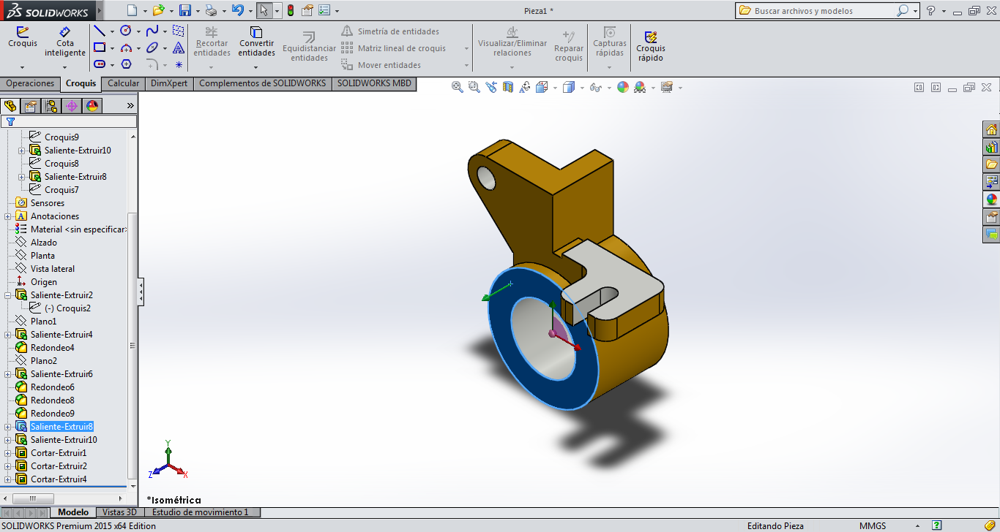 SOLIDWORKS
Pieza1 *
Buscar archivos y modelos
Croquis
Cota inteligente
Recortar entidades
Convertir entidades
Equidistanciar entidades
Simetría de entidades
Matriz lineal de croquis
Mover entidades
Visualizar/Eliminar relaciones
Reparar croquis
Capturas rápidas
Croquis rápido
Operaciones
Croquis
Calcular
DimXpert
Complementos de SOLIDWORKS
SOLIDWORKS MBD
Croquis9
Saliente-Extruir10
Croquis8
Saliente-Extruir8
Croquis7
Sensores
Anotaciones
Material <sin especificar>
Alzado
Planta
Vista lateral
Origen
Saliente-Extruir2
(-) Croquis2
Plano1
Saliente-Extruir4
Redondeo4
Plano2
Saliente-Extruir6
Redondeo6
Redondeo8
Redondeo9
Saliente-Extruir8
Saliente-Extruir10
Cortar-Extruir1
Cortar-Extruir2
Cortar-Extruir4
Y
Z
X
*Isométrica
Modelo
Vistas 3D
Estudio de movimiento 1
SOLIDWORKS Premium 2015 x64 Edition
Editando Pieza
MMGS